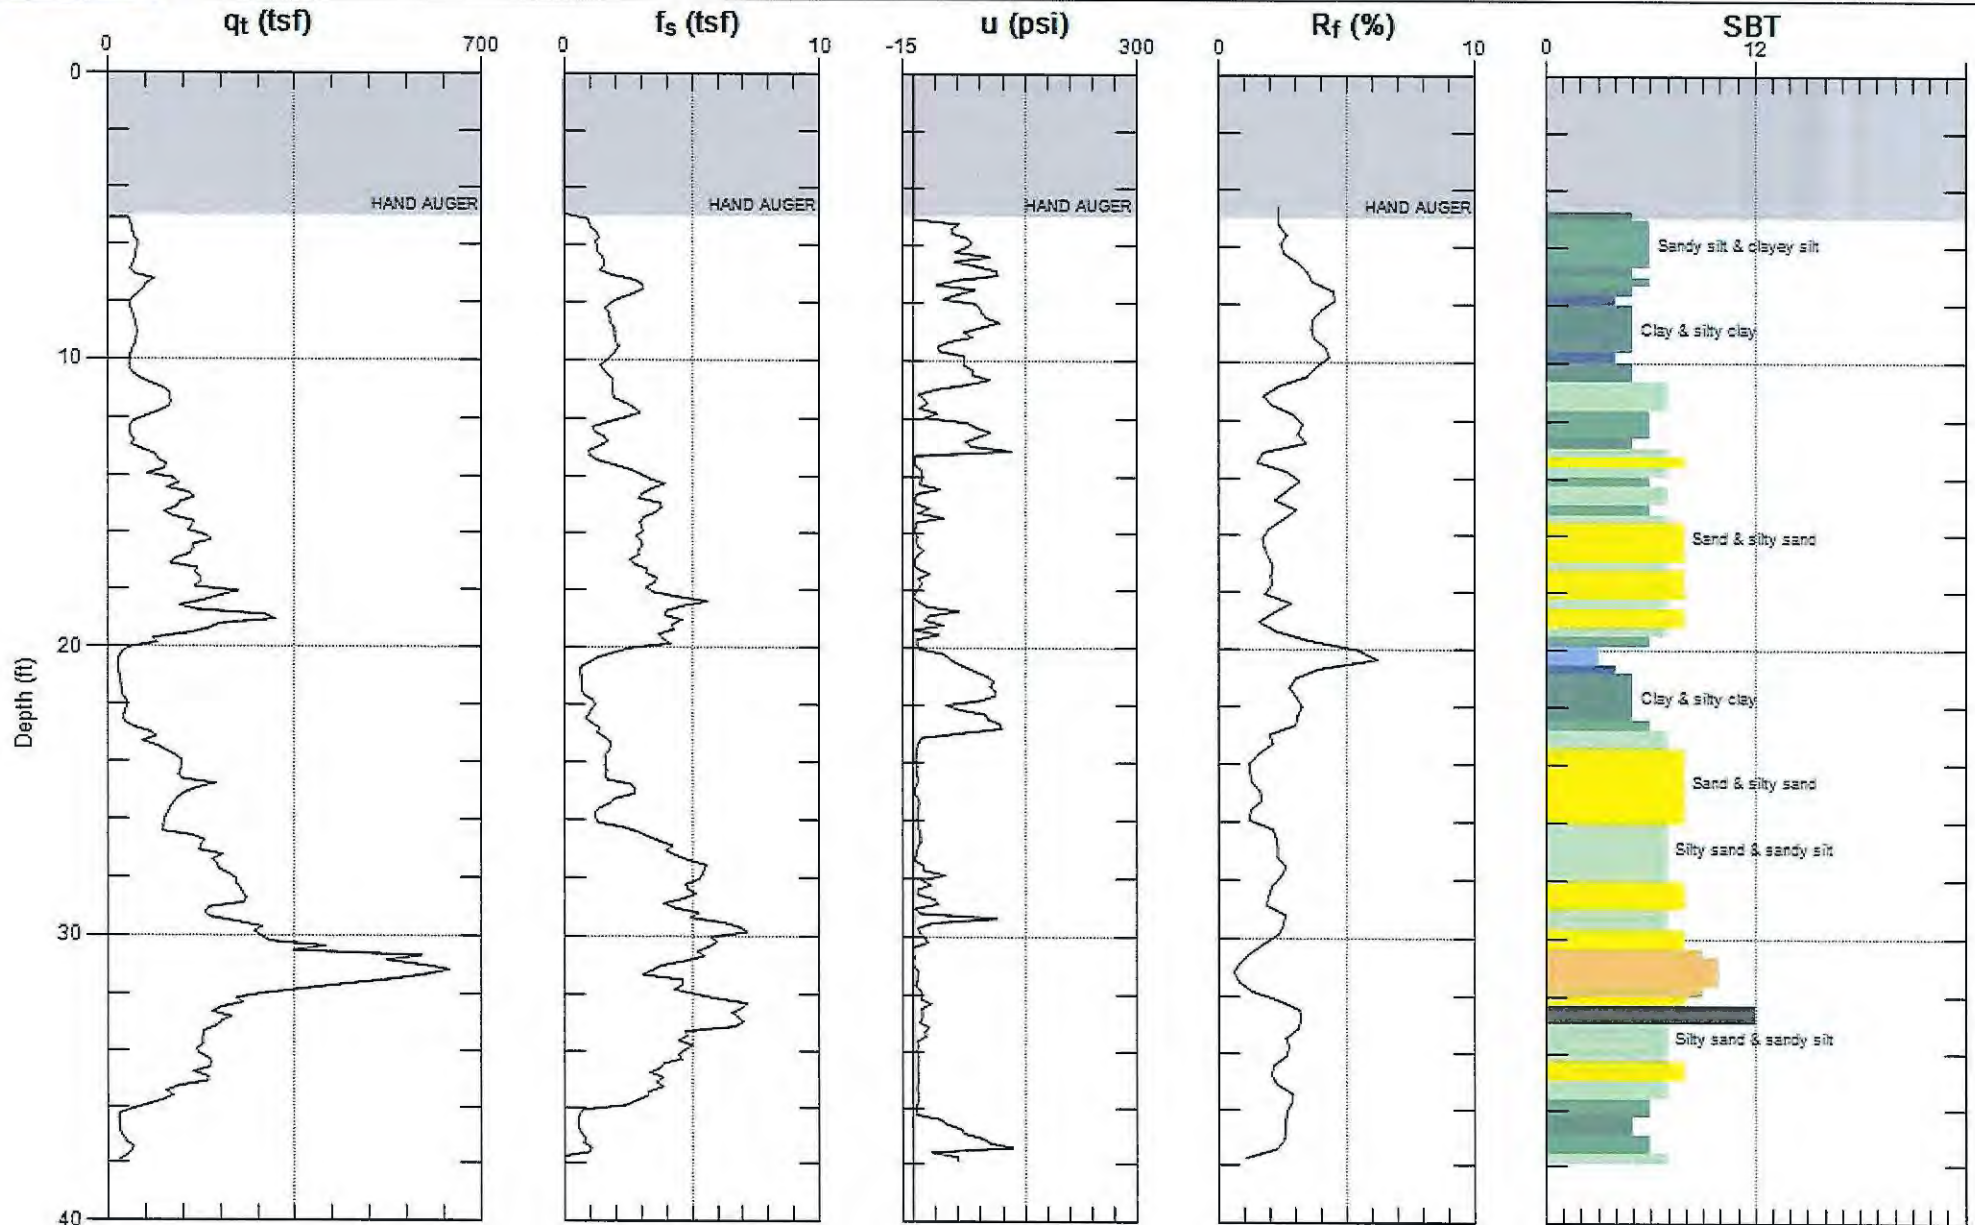 qt (tsf)
fs (tsf)
u (psi)
Rf (%)
SBT
0 700
0 10
-15 300
0 10
0 12
0
HAND AUGER
HAND AUGER
HAND AUGER
HAND AUGER
Sandy silt & clayey silt
Clay & silty clay
10
Sand & silty sand
20
Clay & silty clay
Depth (ft)
Sand & silty sand
Silty sand & sandy silt
30
Silty sand & sandy silt
40